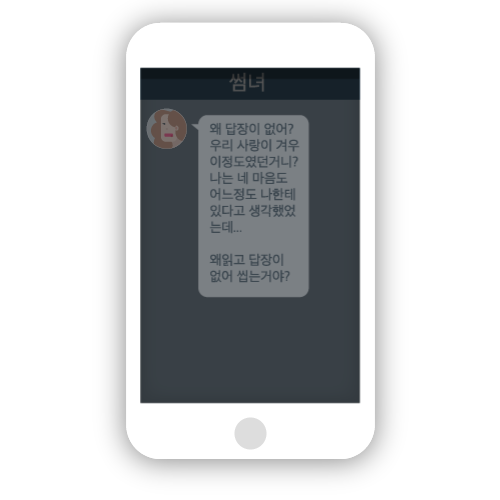 썸녀
왜 답장이 없어?
우리 사랑이 겨우
이정도였던거니?
나는 네 마음도
어느정도 나한테
있다고 생각했었
는데...
왜읽고 답장이
없어 씹는거야?